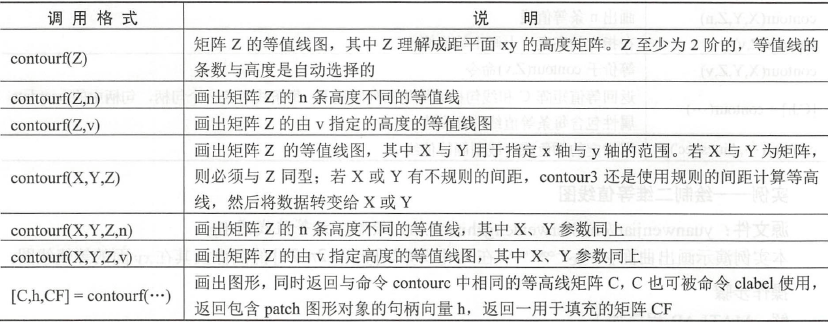 调 用 格 式 说 明
contourf(Z) 矩阵 Z 的等值线图，其中 Z 理解成距平面 xy 的高度矩阵。Z 至少为 2 阶的，等值线的
条数与高度是自动选择的
contourf(Z,n) 画出矩阵 Z 的 n 条高度不同的等值线
contourf(Z,v) 画出矩阵 Z 的由 v 指定的高度的等值线图
contourf(X,Y,Z) 画出矩阵 Z 的等值线图，其中 X 与 Y 用于指定 x 轴与 y 轴的范围。若 X 与 Y 为矩阵，
则必须与 Z 同型；若 X 或 Y 有不规则的间距，contour3 还是使用规则的间距计算等高
线，然后将数据转变给 X 或 Y
contourf(X,Y,Z,n) 画出矩阵 z 的 n 条高度不同的等值线，其中 X、Y 参数同上
contourf(X,Y,Z,v) 画出矩阵 z 的由 v 指定高度的等值线图，其中 X、Y 参数同上
[C,h,CF] = contourf(…) 画出图形，同时返回与命令 contourc 中相同的等高线矩阵 C，C 也可被命令 clabel 使用，
返回包含 patch 图形对象的句柄向量 h，返回一用于填充的矩阵 CF